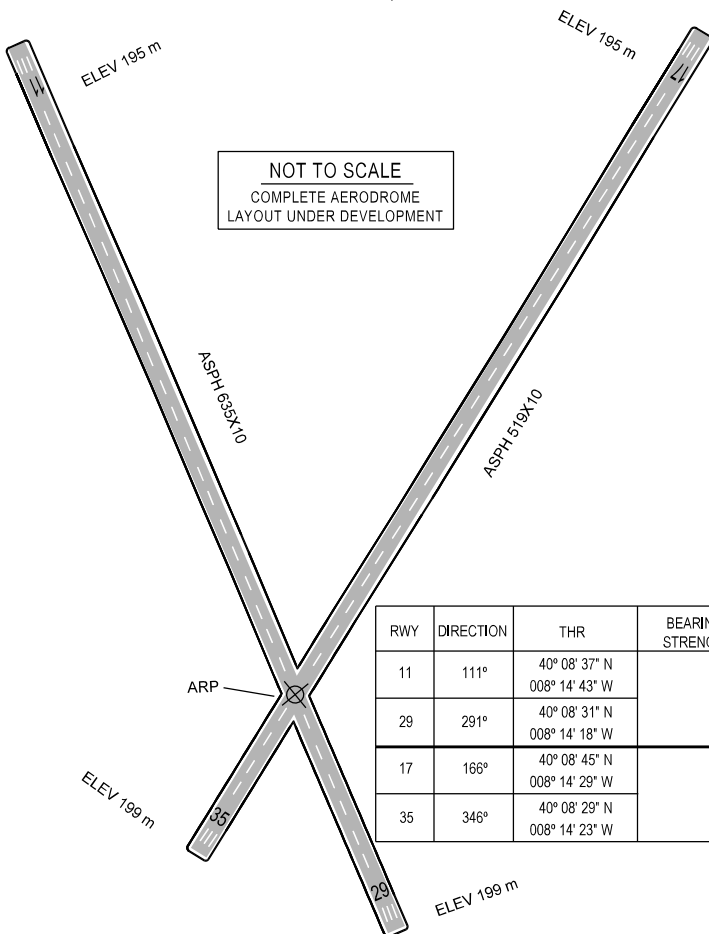 ELEV 195 m
ELEV 195 m
11
17
NOT TO SCALE
COMPLETE AERODROME
LAYOUT UNDER DEVELOPMENT
ASPH 635X10
ASPH 519X10
RWY DIRECTION THR
11 111º 40º 08' 37" N
008º 14' 43" W
29 291º 40º 08' 31" N
008º 14' 18" W
17 166º 40º 08' 45" N
008º 14' 29" W
35 346º 40º 08' 29" N
008º 14' 23" W
ARP
ELEV 199 m
35
29
ELEV 199 m